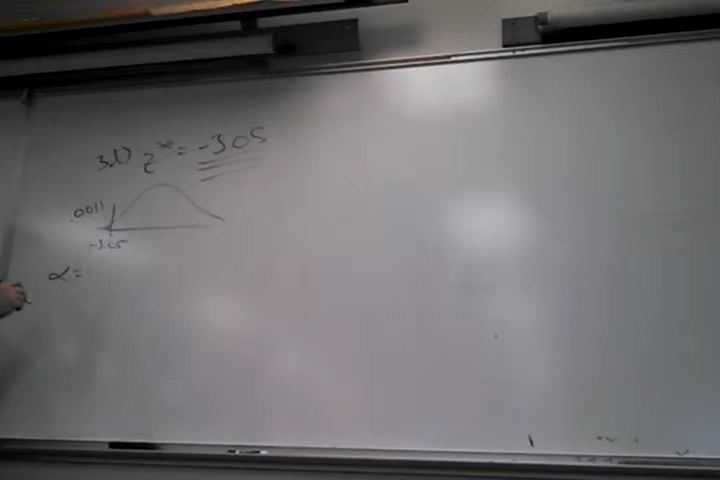 3.0 z* = -3.05
.0011
-3.05
α =